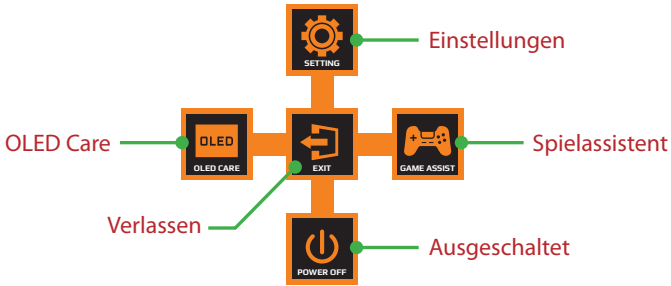 SETTING
Einstellungen
OLED Care
OLED
OLED CARE
EXIT
GAME ASSIST
Spielassistent
Verlassen
POWER OFF
Ausgeschaltet